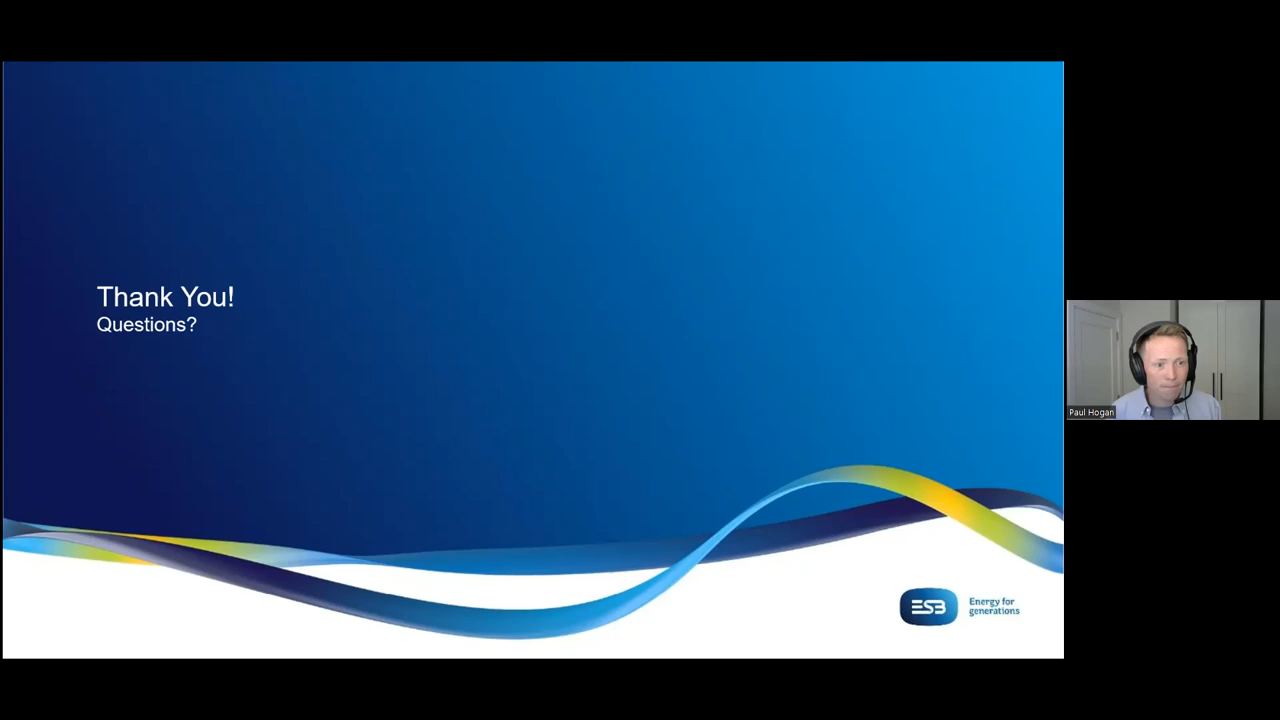 Thank You!
Questions?
Paul Hogan
ESB
Energy for
generations